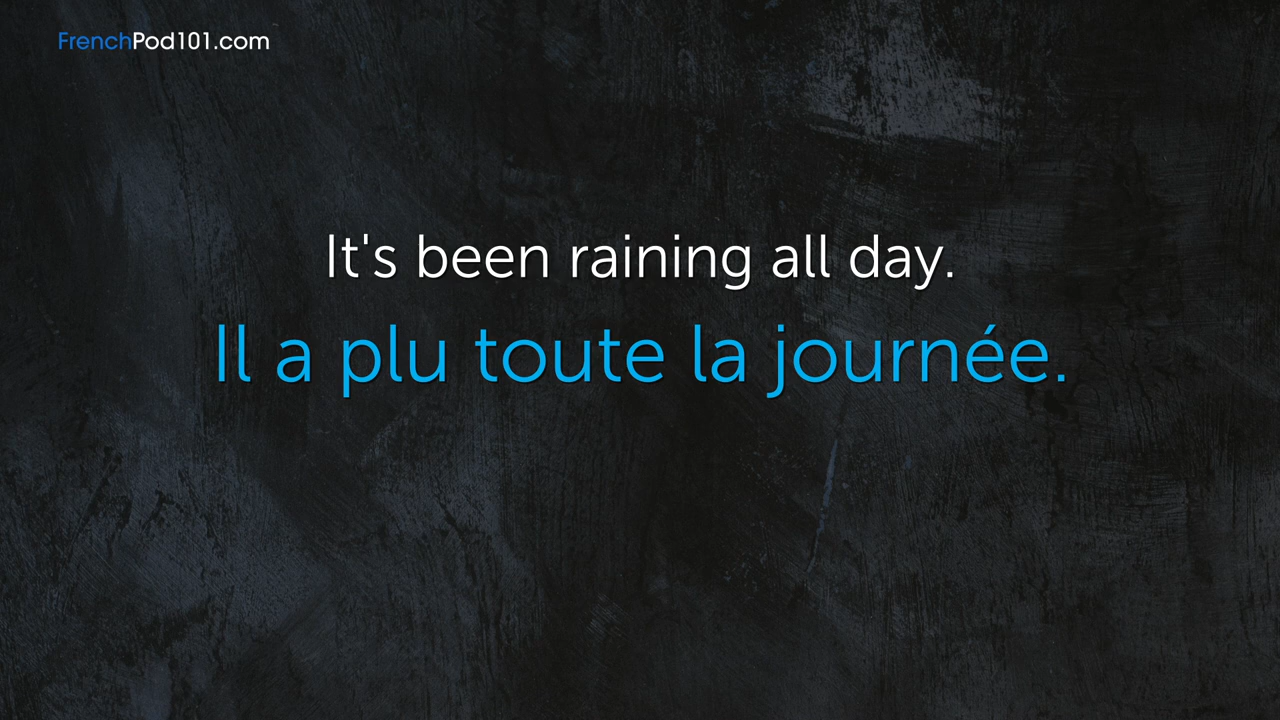 FrenchPod101.com
It's been raining all day.
Il a plu toute la journée.